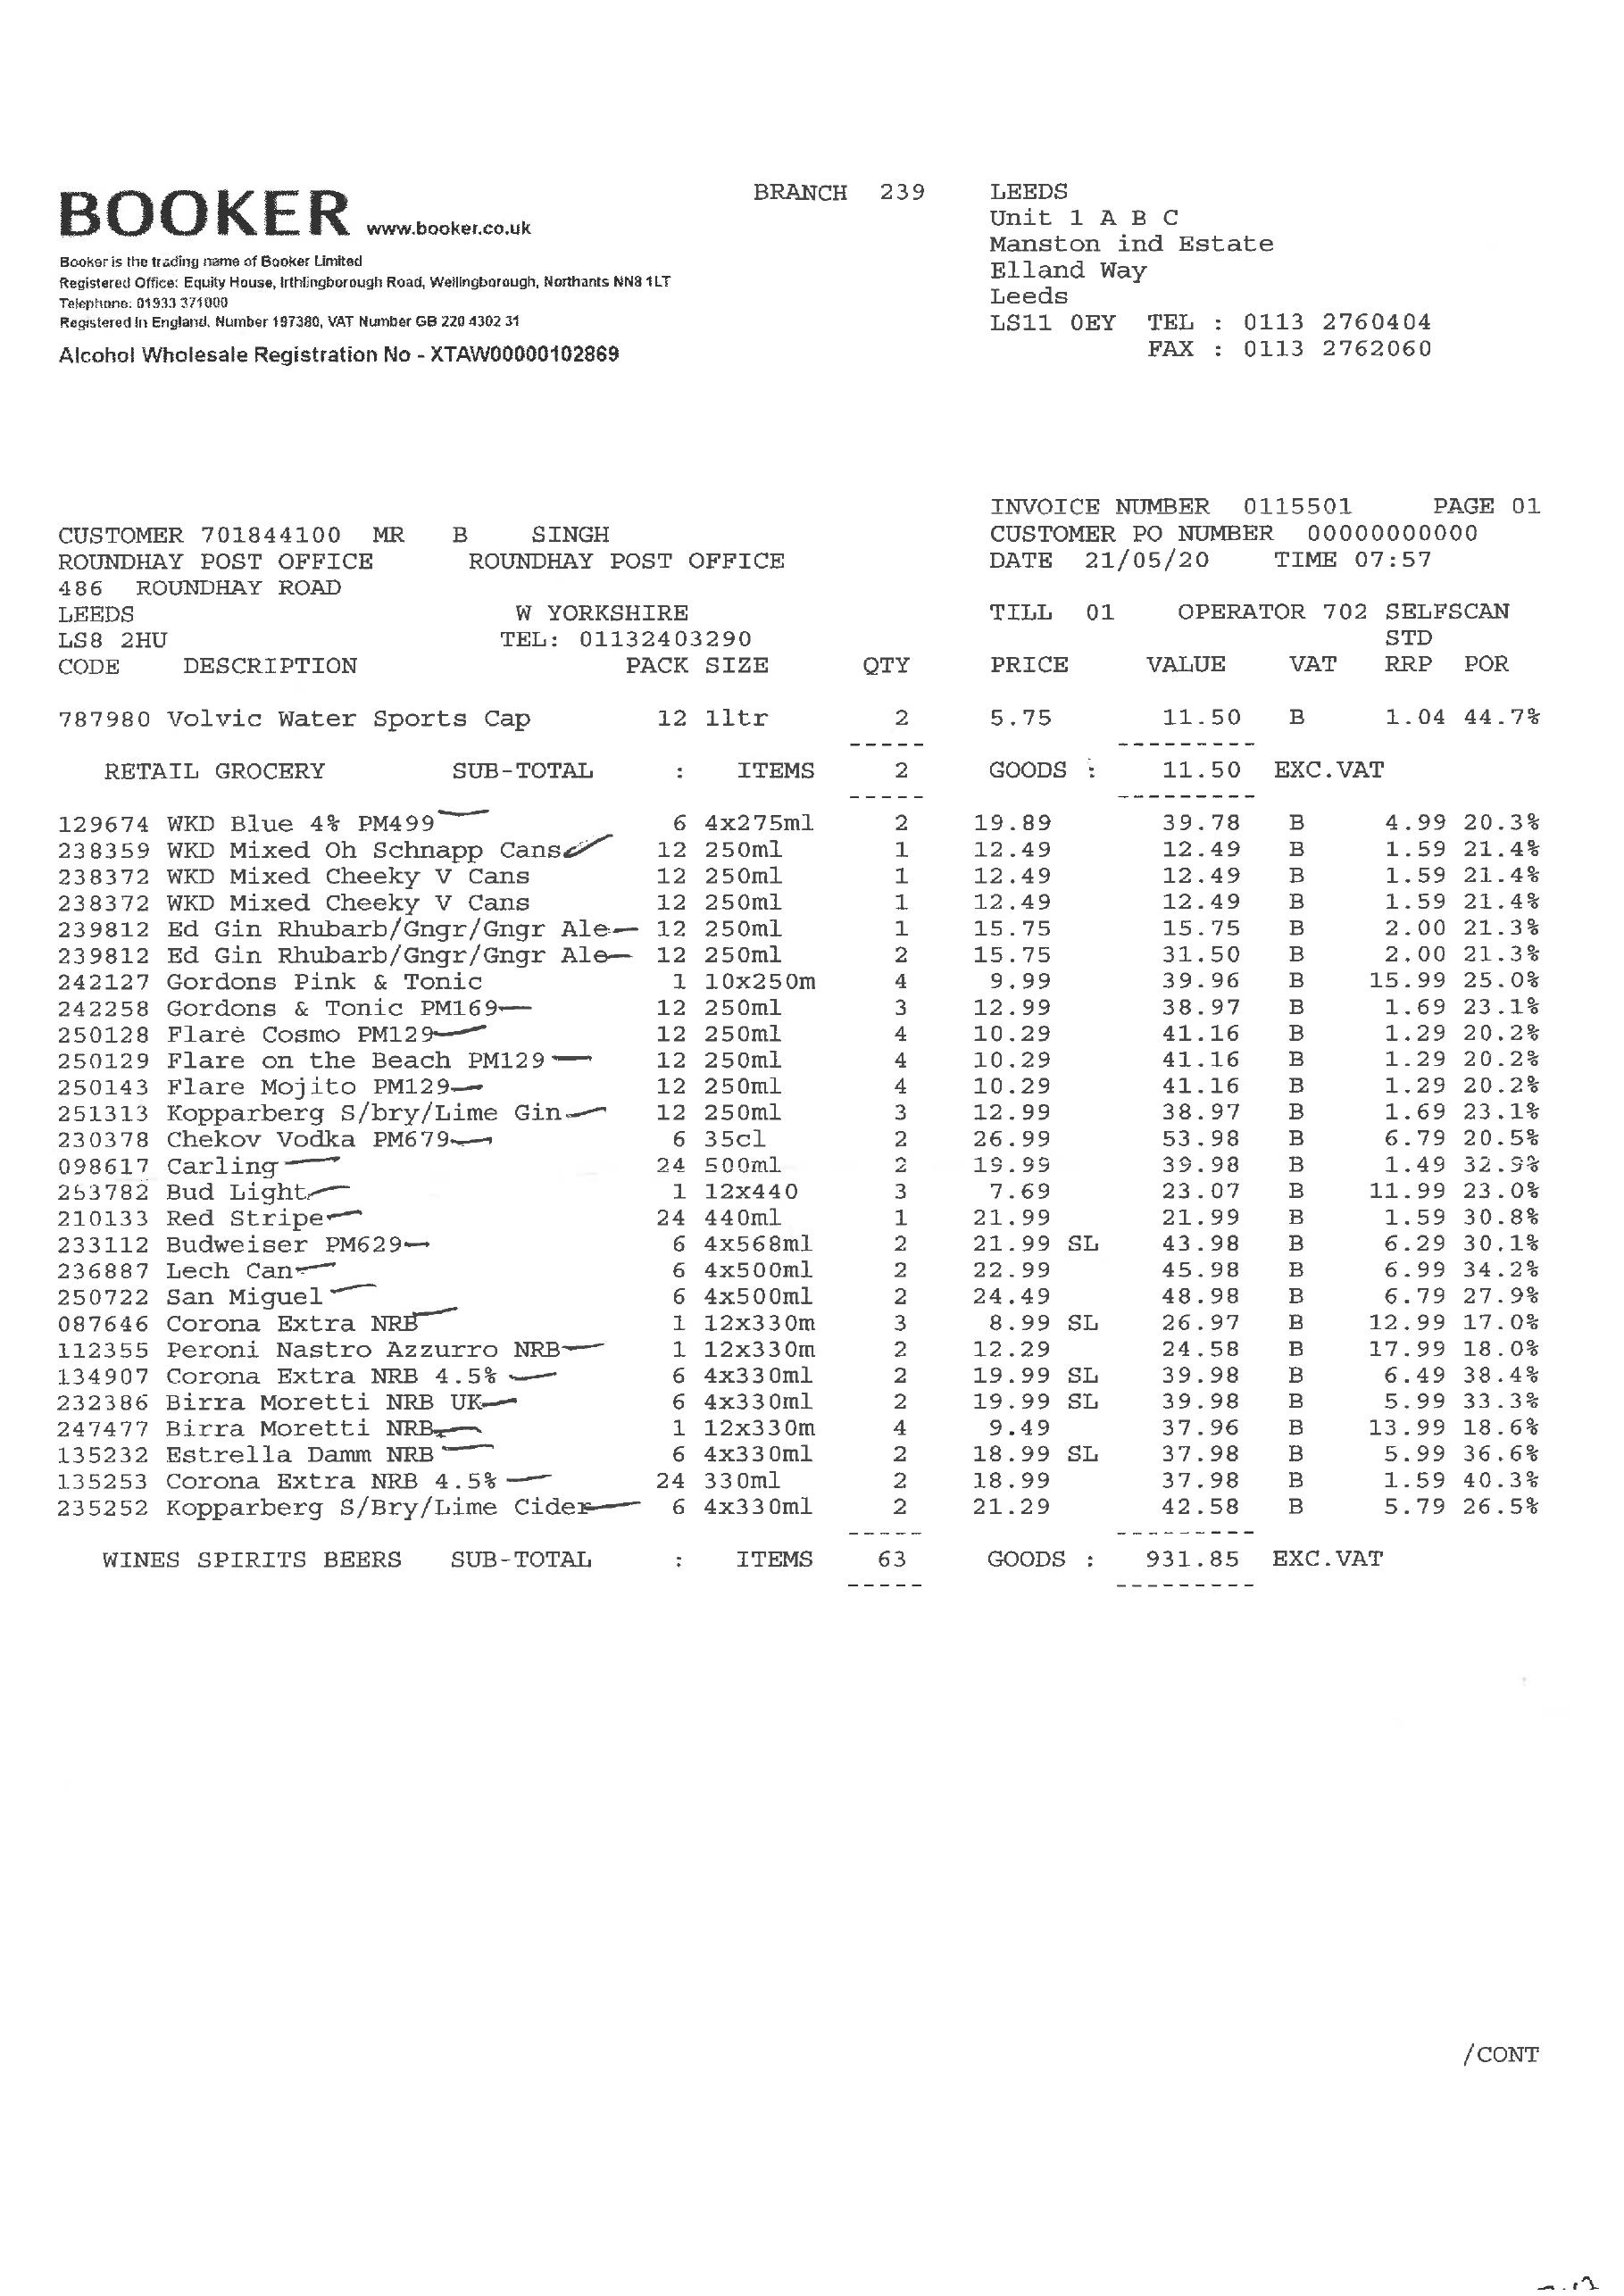 BOOKER www.booker.co.uk
Booker is the trading name of Booker Limited
Registered Office: Equity House, Irthlingborough Road, Wellingborough, Northants NN8 1LT
Telephone: 01933 371000
Registered in England. Number 197380, VAT Number GB 220 4302 31
Alcohol Wholesale Registration No - XTAW00000102869
BRANCH 239 LEEDS
Unit 1 A B C
Manston ind Estate
Elland Way
Leeds
LS11 0EY TEL : 0113 2760404
FAX : 0113 2762060
INVOICE NUMBER 0115501 PAGE 01
CUSTOMER 701844100 MR B SINGH CUSTOMER PO NUMBER 00000000000
ROUNDHAY POST OFFICE ROUNDHAY POST OFFICE DATE 21/05/20 TIME 07:57
486 ROUNDHAY ROAD
LEEDS W YORKSHIRE TILL 01 OPERATOR 702 SELFSCAN
LS8 2HU TEL: 01132403290 STD
CODE DESCRIPTION PACK SIZE QTY PRICE VALUE VAT RRP POR
787980 Volvic Water Sports Cap 12 1ltr 2 5.75 11.50 B 1.04 44.7%
RETAIL GROCERY SUB-TOTAL : ITEMS 2 GOODS : 11.50 EXC.VAT
129674 WKD Blue 4% PM499 6 4x275ml 2 19.89 39.78 B 4.99 20.3%
238359 WKD Mixed Oh Schnapp Cans 12 250ml 1 12.49 12.49 B 1.59 21.4%
238372 WKD Mixed Cheeky V Cans 12 250ml 1 12.49 12.49 B 1.59 21.4%
238372 WKD Mixed Cheeky V Cans 12 250ml 1 12.49 12.49 B 1.59 21.4%
239812 Ed Gin Rhubarb/Gngr/Gngr Ale 12 250ml 1 15.75 15.75 B 2.00 21.3%
239812 Ed Gin Rhubarb/Gngr/Gngr Ale 12 250ml 2 15.75 31.50 B 2.00 21.3%
242127 Gordons Pink & Tonic 1 10x250m 4 9.99 39.96 B 15.99 25.0%
242258 Gordons & Tonic PM169 12 250ml 3 12.99 38.97 B 1.69 23.1%
250128 Flare Cosmo PM129 12 250ml 4 10.29 41.16 B 1.29 20.2%
250129 Flare on the Beach PM129 12 250ml 4 10.29 41.16 B 1.29 20.2%
250143 Flare Mojito PM129 12 250ml 4 10.29 41.16 B 1.29 20.2%
251313 Kopparberg S/bry/Lime Gin 12 250ml 3 12.99 38.97 B 1.69 23.1%
230378 Chekov Vodka PM679 6 35cl 2 26.99 53.98 B 6.79 20.5%
098617 Carling 24 500ml 2 19.99 39.98 B 1.49 32.9%
253782 Bud Light 1 12x440 3 7.69 23.07 B 11.99 23.0%
210133 Red Stripe 24 440ml 1 21.99 21.99 B 1.59 30.8%
233112 Budweiser PM629 6 4x568ml 2 21.99 SL 43.98 B 6.29 30.1%
236887 Lech Can 6 4x500ml 2 22.99 45.98 B 6.99 34.2%
250722 San Miguel 6 4x500ml 2 24.49 48.98 B 6.79 27.9%
087646 Corona Extra NRB 1 12x330m 3 8.99 SL 26.97 B 12.99 17.0%
112355 Peroni Nastro Azzurro NRB 1 12x330m 2 12.29 24.58 B 17.99 18.0%
134907 Corona Extra NRB 4.5% 6 4x330ml 2 19.99 SL 39.98 B 6.49 38.4%
232386 Birra Moretti NRB UK 6 4x330ml 2 19.99 SL 39.98 B 5.99 33.3%
247477 Birra Moretti NRB 1 12x330m 4 9.49 37.96 B 13.99 18.6%
135232 Estrella Damm NRB 6 4x330ml 2 18.99 SL 37.98 B 5.99 36.6%
135253 Corona Extra NRB 4.5% 24 330ml 2 18.99 37.98 B 1.59 40.3%
235252 Kopparberg S/Bry/Lime Cider 6 4x330ml 2 21.29 42.58 B 5.79 26.5%
WINES SPIRITS BEERS SUB-TOTAL : ITEMS 63 GOODS : 931.85 EXC.VAT
/CONT